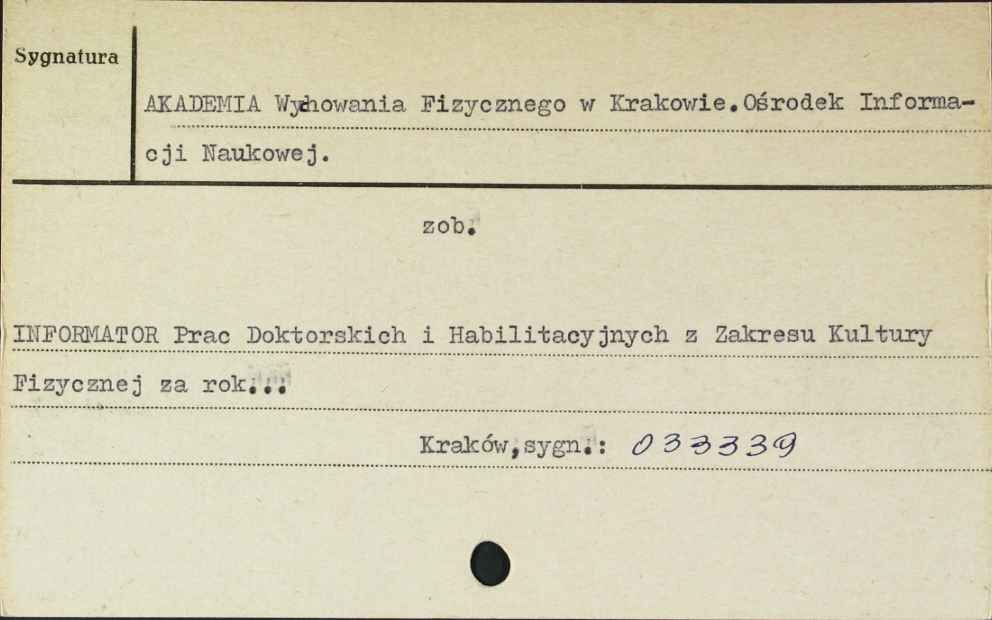 Sygnatura
AKADEMIA Wychowania Fizycznego w Krakowie.Ośrodek Informa-
cji Naukowej.
zob.
INFORMATOR Prac Doktorskich i Habilitacyjnych z Zakresu Kultury
Fizycznej za rok...
Kraków,sygn.: 033339